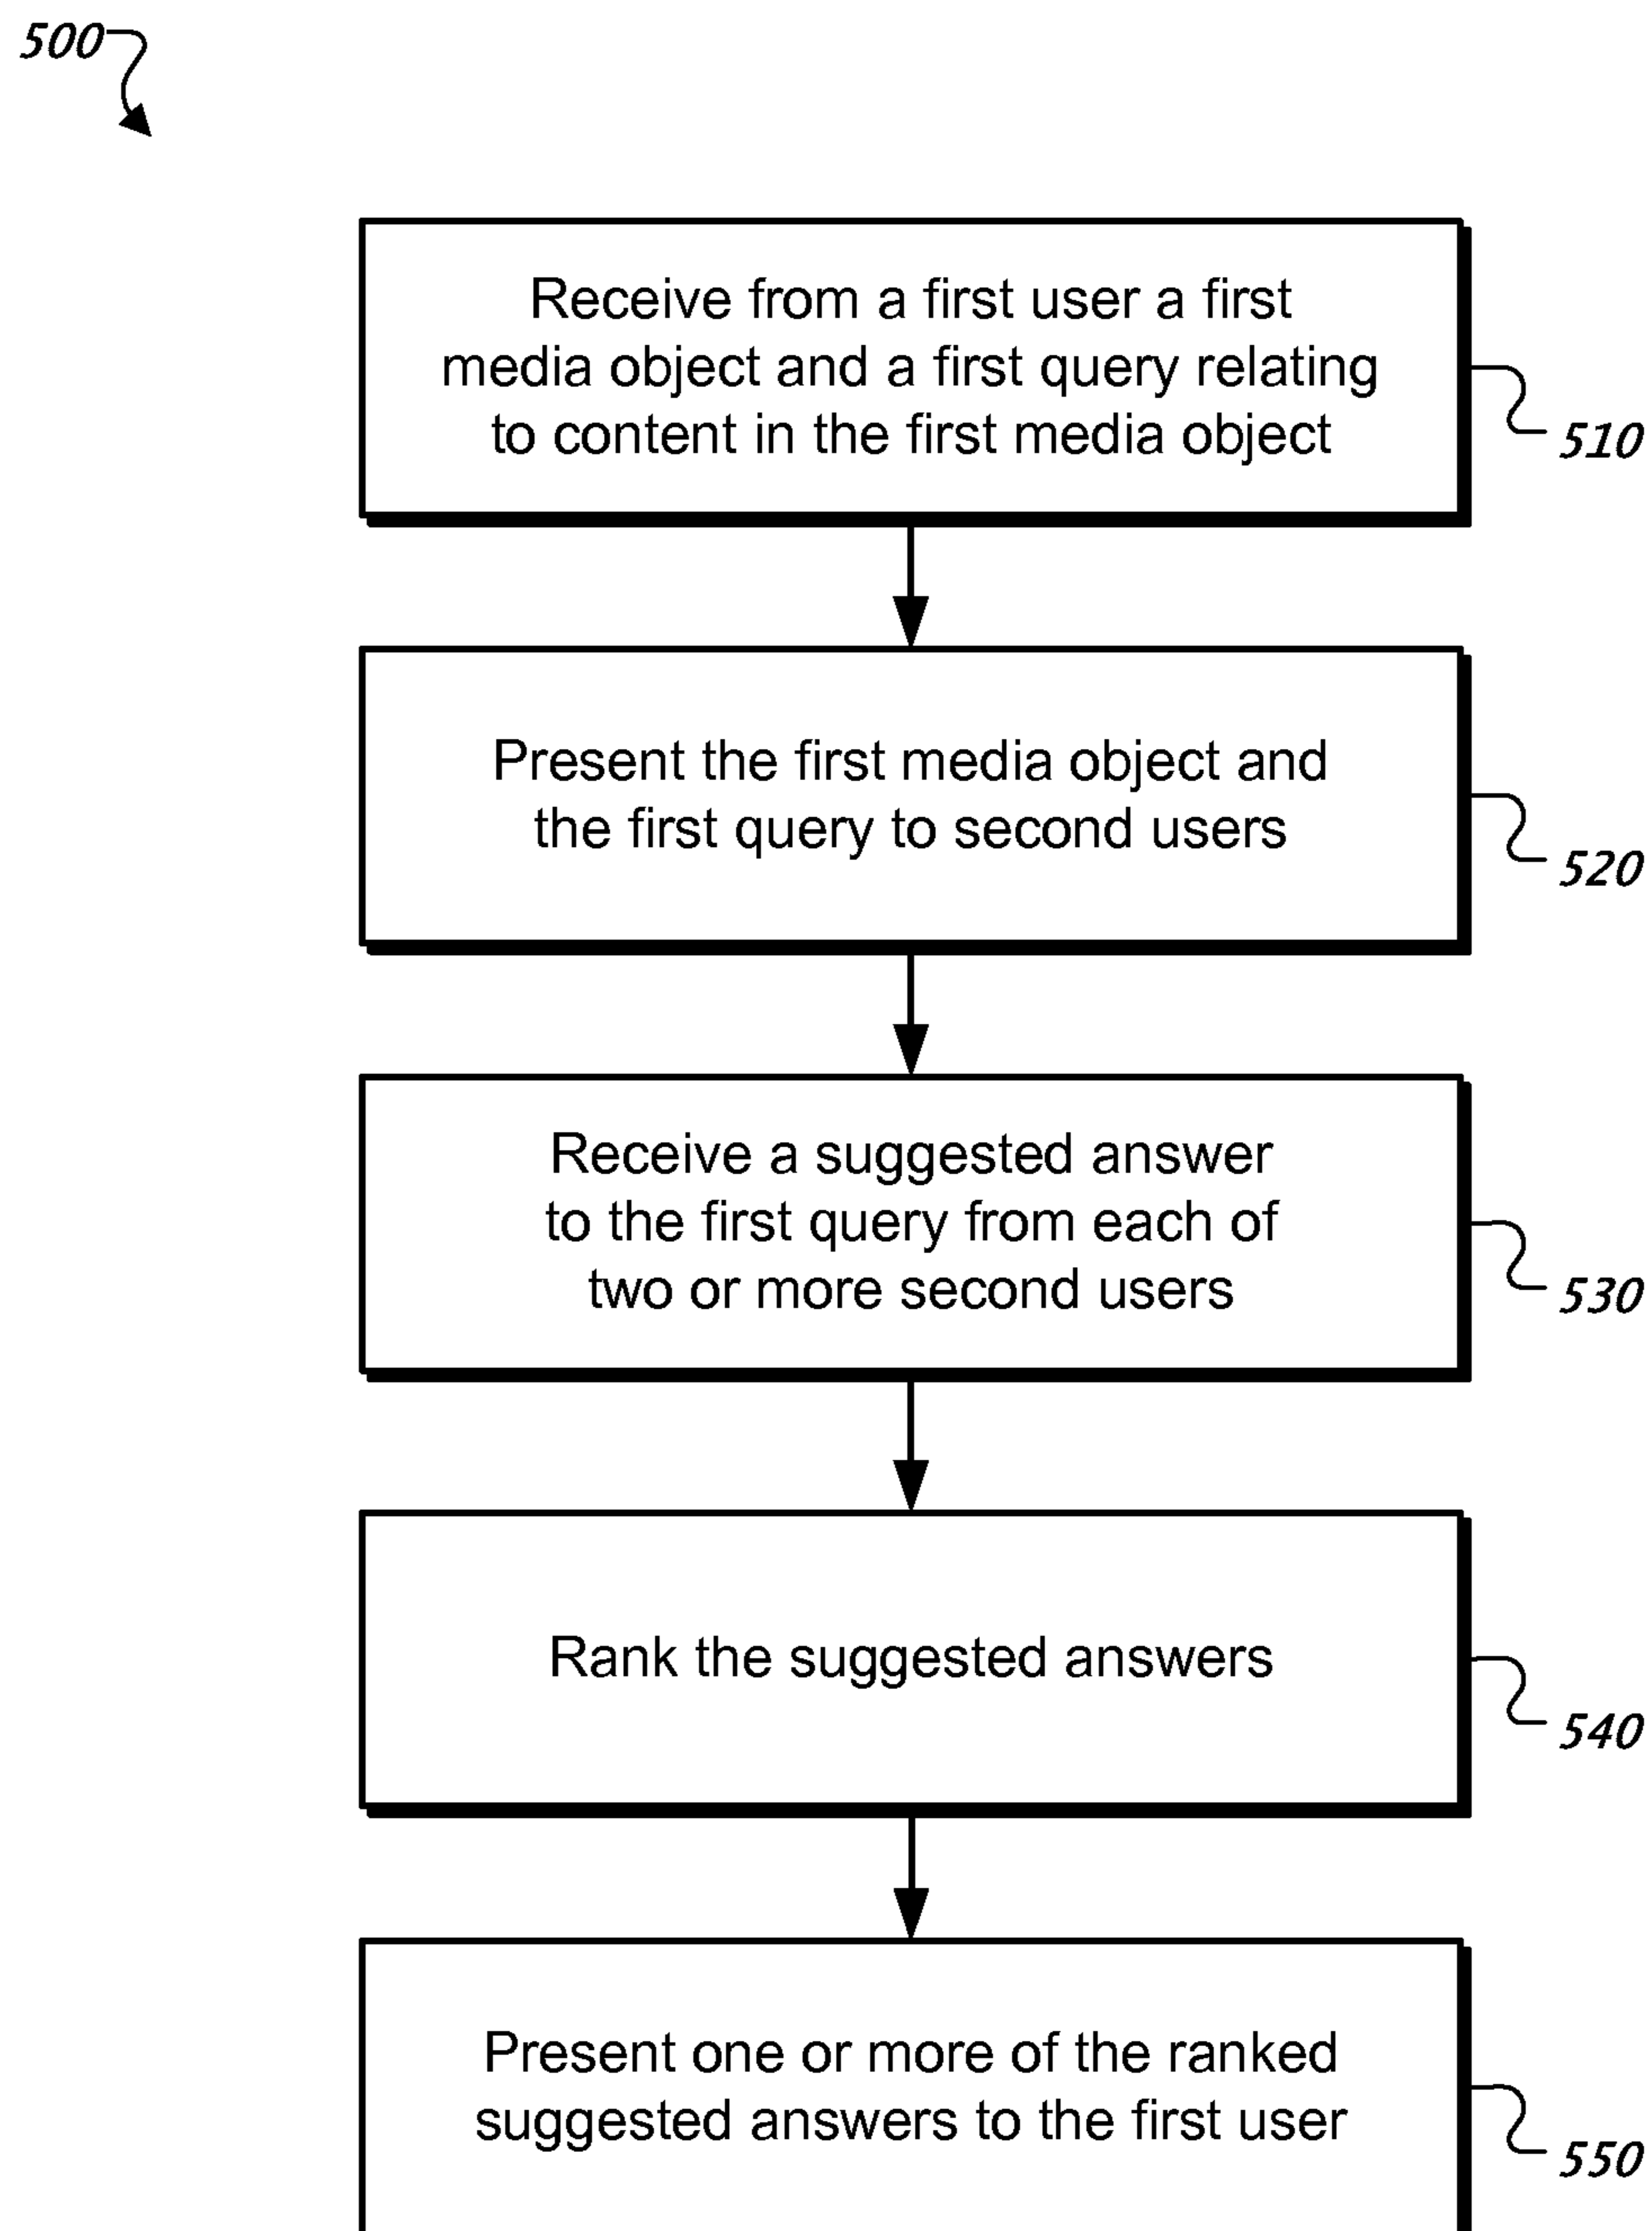 500
Receive from a first user a first
media object and a first query relating
to content in the first media object
510
Present the first media object and
the first query to second users
520
Receive a suggested answer
to the first query from each of
two or more second users
530
Rank the suggested answers
540
Present one or more of the ranked
suggested answers to the first user
550